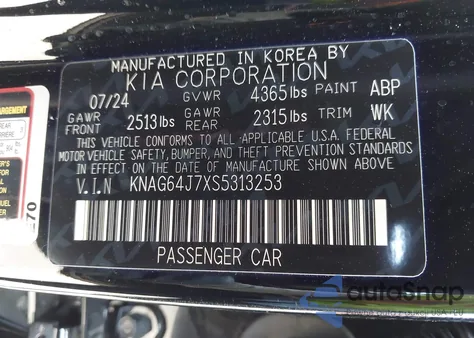 MANUFACTURED IN KOREA BY
KIA CORPORATION
07/24 GVWR 4365 lbs PAINT ABP
GAWR FRONT 2513 lbs GAWR REAR 2315 lbs TRIM WK
THIS VEHICLE CONFORMS TO ALL APPLICABLE U.S.A. FEDERAL
MOTOR VEHICLE SAFETY, BUMPER, AND THEFT PREVENTION STANDARDS
IN EFFECT ON THE DATE OF MANUFACTURE SHOWN ABOVE.
V.I.N KNAG64J7XS5313253
PASSENGER CAR
70
autoSnap